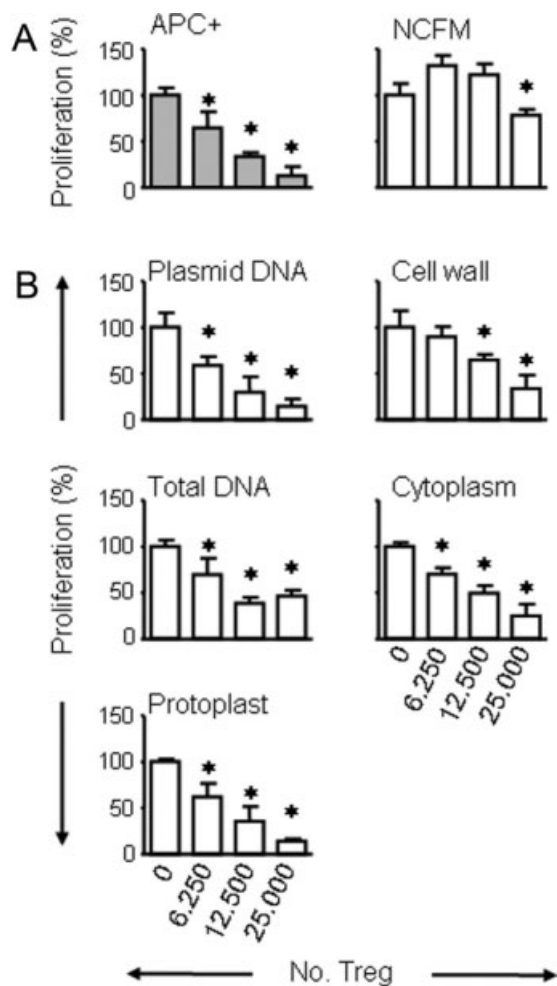 A
APC+
NCFM
Proliferation (%)
150
100
50
0
* * *
*
B
Plasmid DNA
Cell wall
150
100
50
0
* * *
* *
Proliferation (%)
Total DNA
Cytoplasm
150
100
50
0
* * *
* * *
0 6.250 12.500 25.000
Protoplast
150
100
50
0
* * *
0 6.250 12.500 25.000
No. Treg